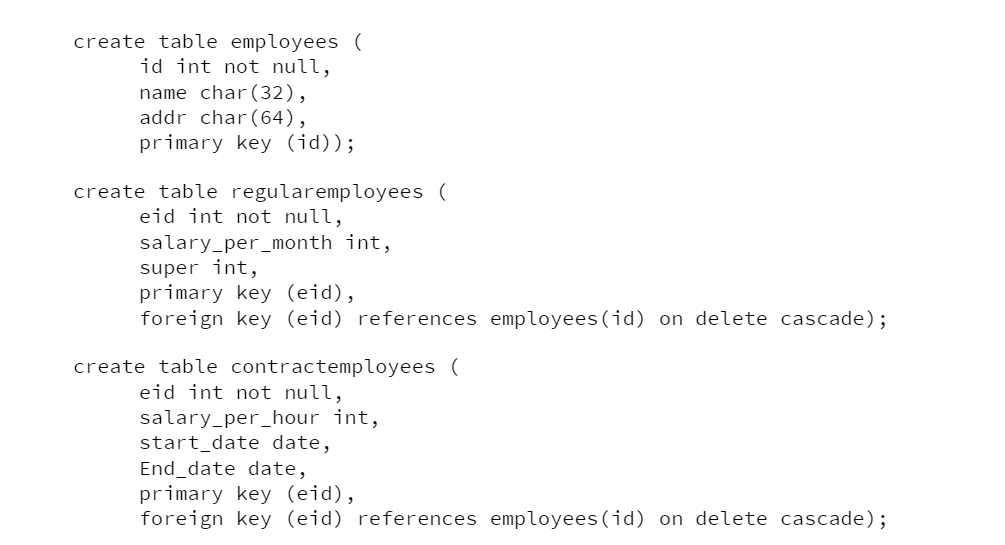 create table employees (
id int not null,
name char(32),
addr char(64),
primary key (id));
create table regularemployees (
eid int not null,
salary_per_month int,
super int,
primary key (eid),
foreign key (eid) references employees(id) on delete cascade);
create table contractemployees (
eid int not null,
salary_per_hour int,
start_date date,
End_date date,
primary key (eid),
foreign key (eid) references employees(id) on delete cascade);